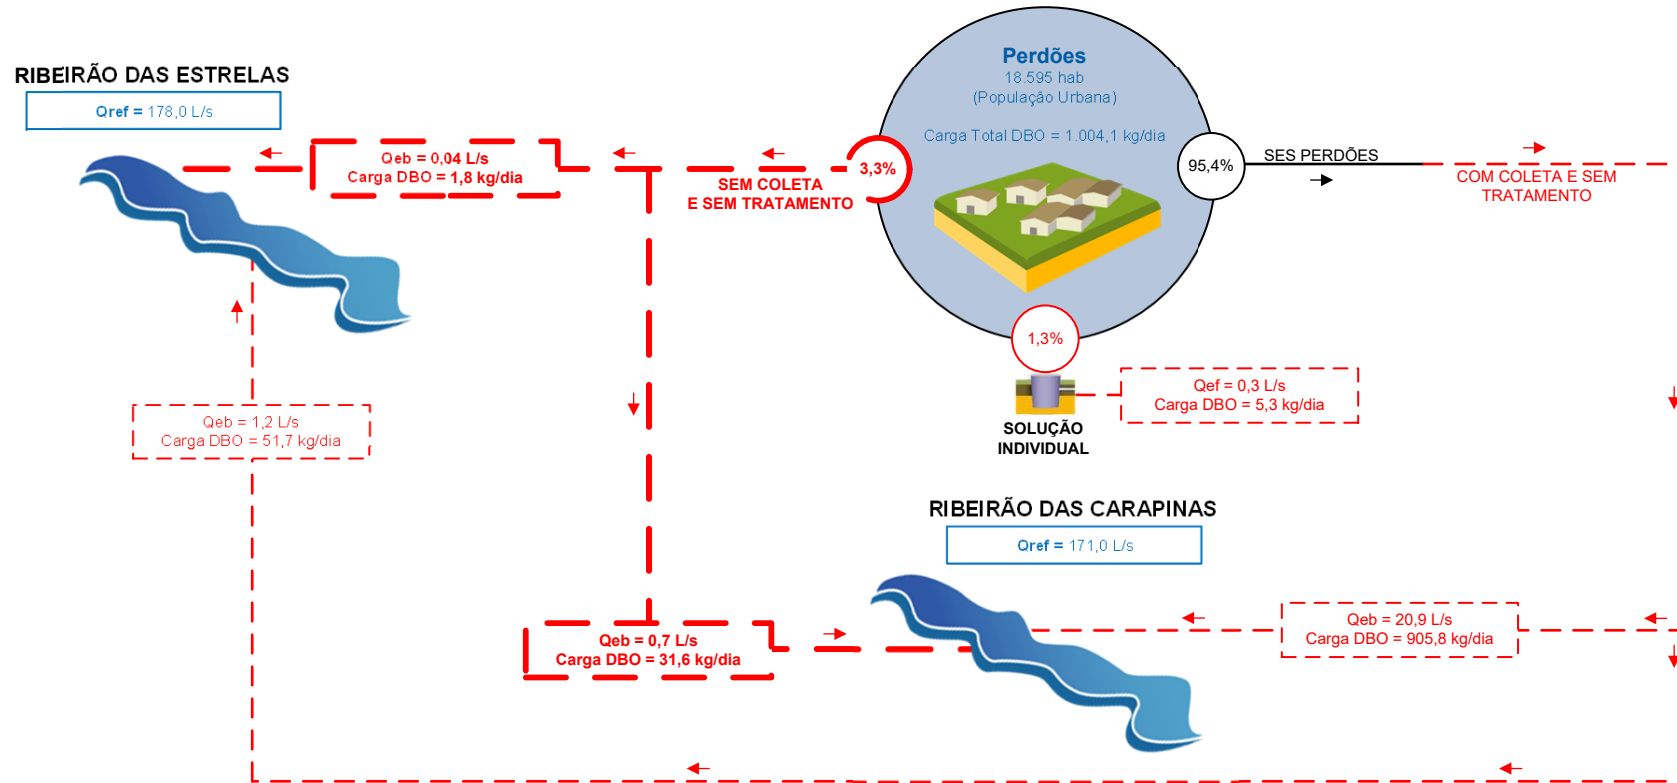 RIBEIRÃO DAS ESTRELAS
Qref = 178,0 L/s
Qeb = 0,04 L/s
Carga DBO = 1,8 kg/dia
SEM COLETA
E SEM TRATAMENTO
3,3%
Perdões
18.595 hab
(População Urbana)
Carga Total DBO = 1.004,1 kg/dia
95,4%
SES PERDÕES
COM COLETA E SEM
TRATAMENTO
1,3%
SOLUÇÃO
INDIVIDUAL
Qef = 0,3 L/s
Carga DBO = 5,3 kg/dia
Qeb = 1,2 L/s
Carga DBO = 51,7 kg/dia
RIBEIRÃO DAS CARAPINAS
Qref = 171,0 L/s
Qeb = 0,7 L/s
Carga DBO = 31,6 kg/dia
Qeb = 20,9 L/s
Carga DBO = 905,8 kg/dia